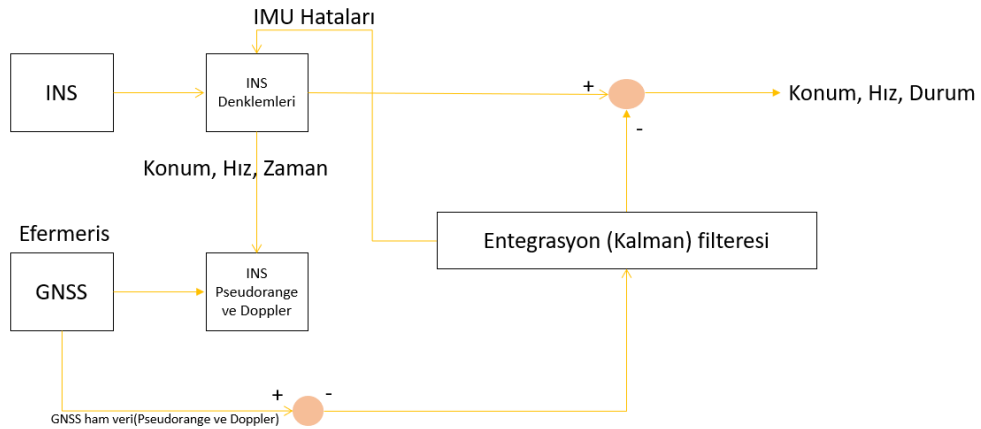 IMU Hataları
INS
INS
Denklemleri
+
-
Konum, Hız, Durum
Konum, Hız, Zaman
Efermeris
Entegrasyon (Kalman) filteresi
GNSS
INS
Pseudorange
ve Doppler
+
-
GNSS ham veri(Pseudorange ve Doppler)